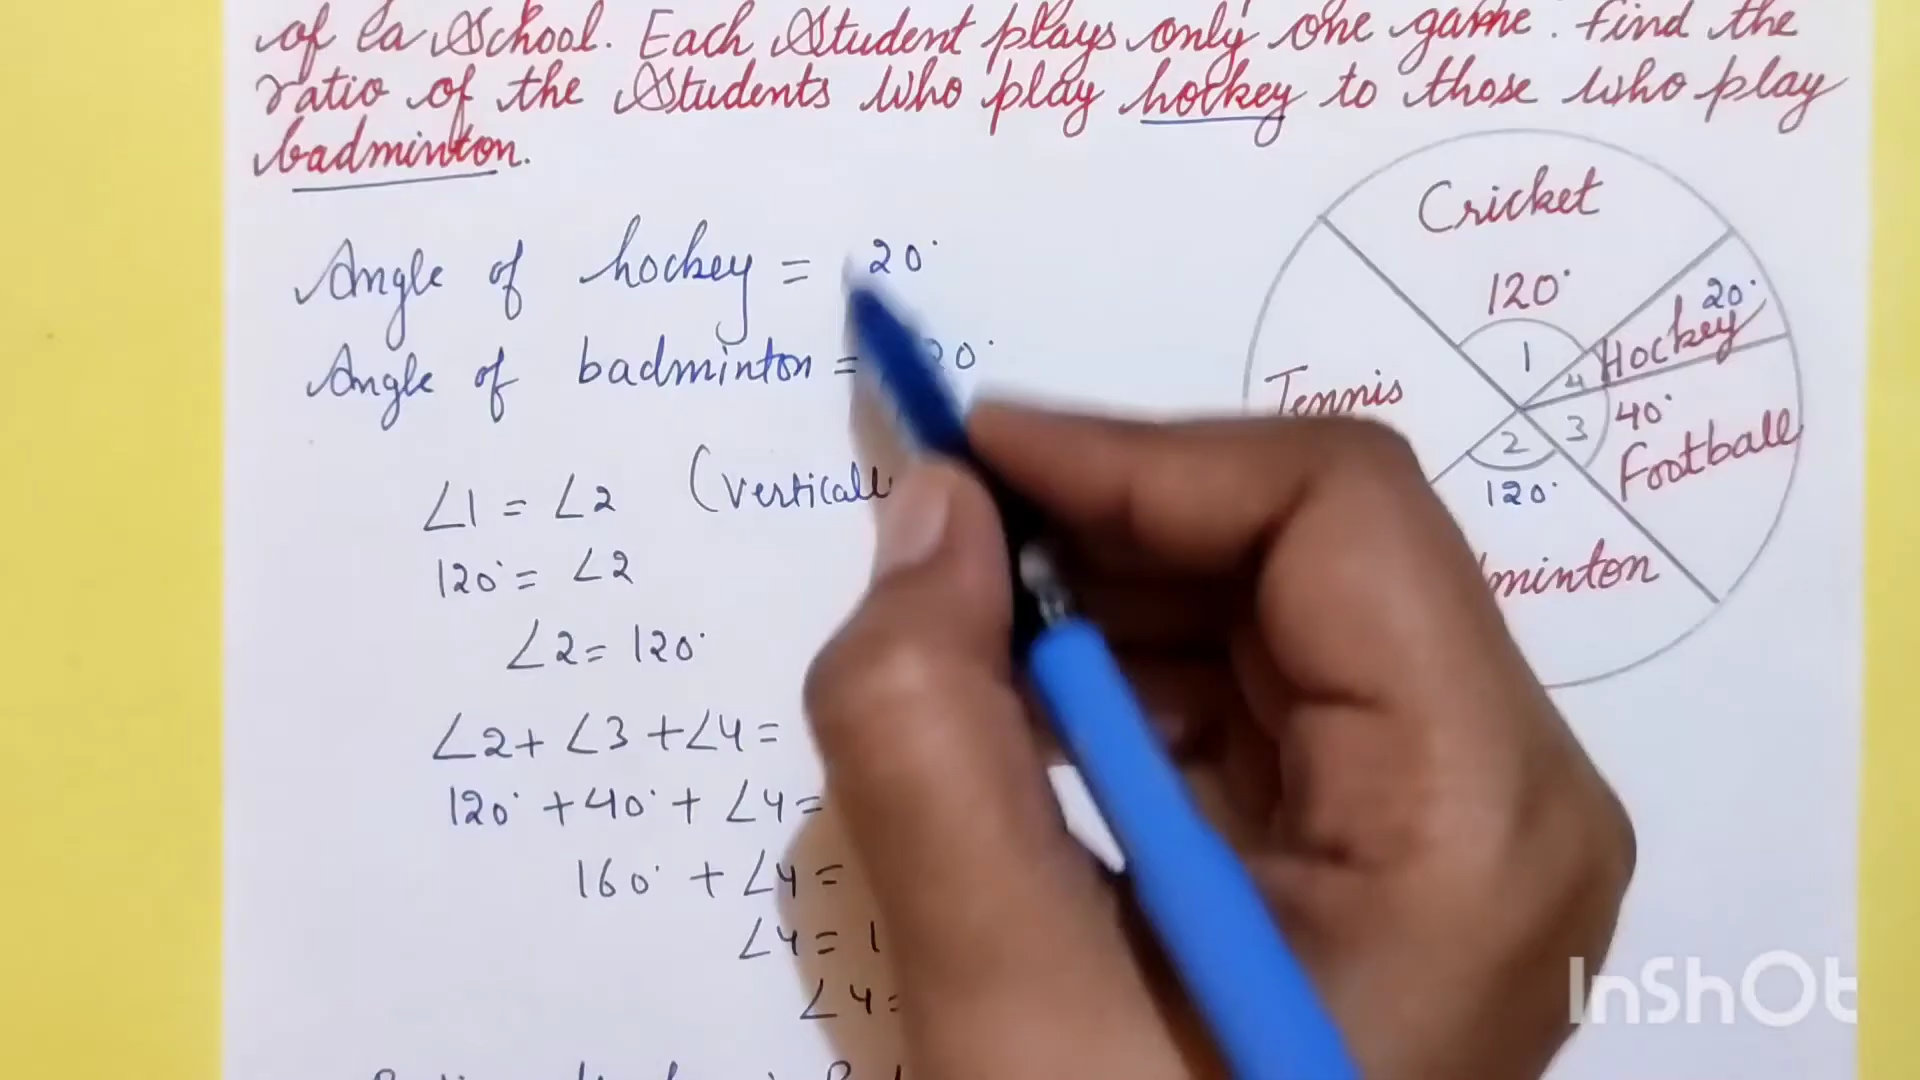 of a School. Each Student plays only one game. Find the
ratio of the Students who play hockey to those who play
badminton.
Angle of hockey = 20°
Angle of badminton =
∠1 = ∠2
120° = ∠2
∠2 = 120°
∠2 + ∠3 + ∠4 =
120° + 40° + ∠4 =
160° + ∠4 =
∠4 =
∠4 =
Cricket
120°
1
20°
Hockey
4
Tennis
40°
3
2
Football
120°
InShOt